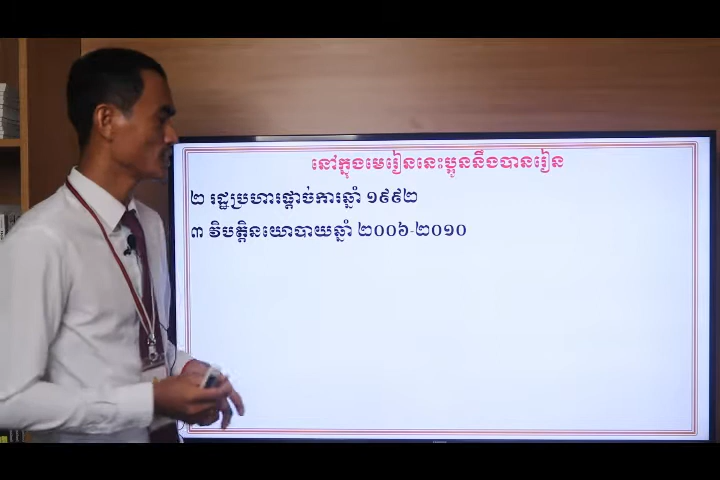 នៅក្នុងមេរៀននេះប្អូននឹងបានរៀន
២ រដ្ឋប្រហារផ្ដាច់ការឆ្នាំ ១៩៩២
៣ វិបត្តិនយោបាយឆ្នាំ ២០០៦-២០១០